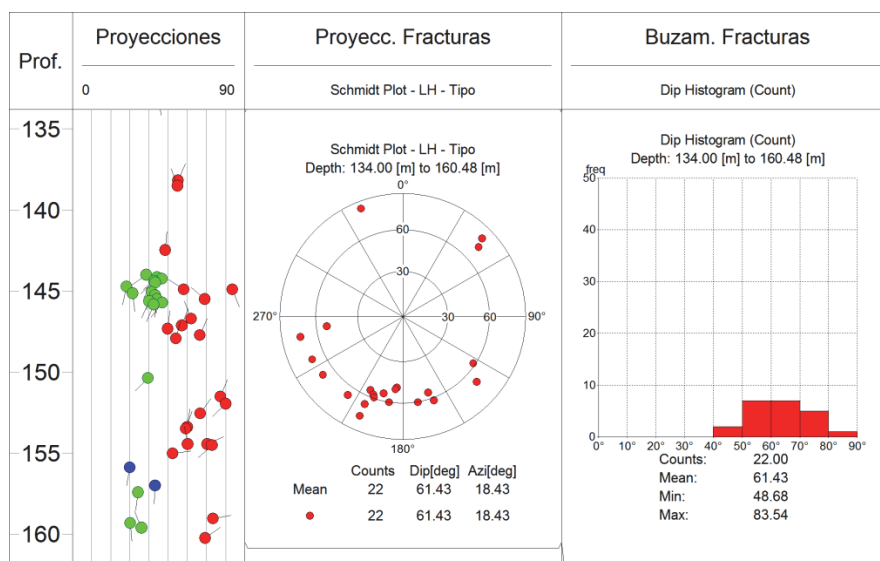 Prof.
Proyecciones
0 90
Proyecc. Fracturas
Schmidt Plot - LH - Tipo
Buzam. Fracturas
Dip Histogram (Count)
135
140
145
150
155
160
Schmidt Plot - LH - Tipo
Depth: 134.00 [m] to 160.48 [m]
0°
60
30
270° 30 60 90°
180°
Counts Dip[deg] Azi[deg]
Mean 22 61.43 18.43
22 61.43 18.43
Dip Histogram (Count)
Depth: 134.00 [m] to 160.48 [m]
freq
50
40
30
20
10
0
0° 10° 20° 30° 40° 50° 60° 70° 80° 90°
Counts: 22.00
Mean: 61.43
Min: 48.68
Max: 83.54